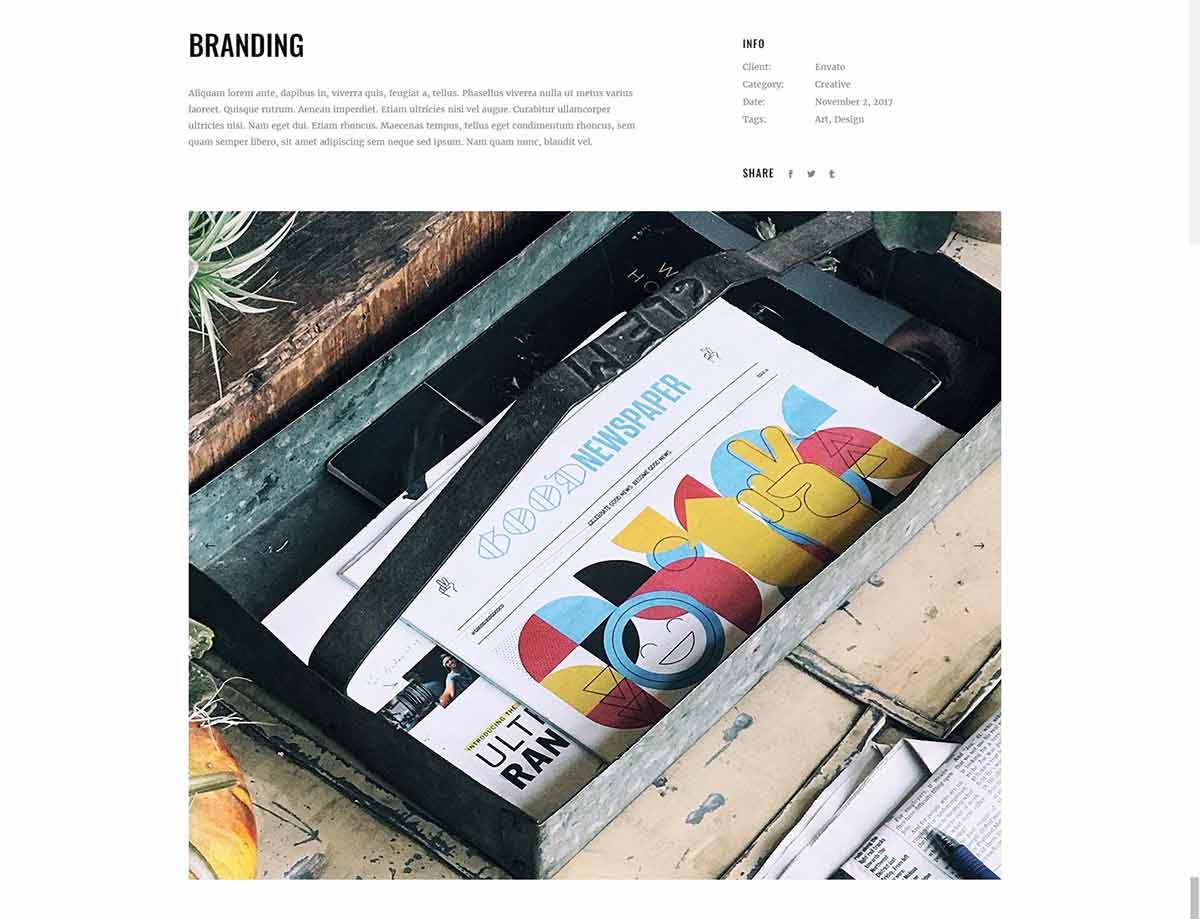 BRANDING
Aliquam lorem ante, dapibus in, viverra quis, feugiat a, tellus. Phasellus viverra nulla ut metus varius
laoreet. Quisque rutrum. Aenean imperdiet. Etiam ultricies nisi vel augue. Curabitur ullamcorper
ultricies nisi. Nam eget dui. Etiam rhoncus. Maecenas tempus, tellus eget condimentum rhoncus, sem
quam semper libero, sit amet adipiscing sem neque sed ipsum. Nam quam nunc, blandit vel.
INFO
Client: Envato
Category: Creative
Date: November 2, 2017
Tags: Art, Design
SHARE
W
HO
GOOD NEWSPAPER
CELEBRATE GOOD NEWS. BECOME GOOD NEWS.
INTRODUCING THE
ULTI
RAN